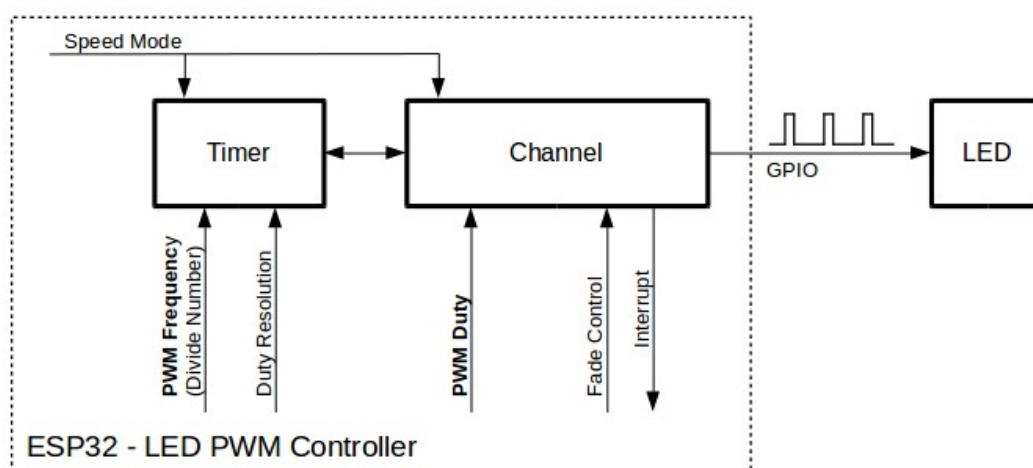 Speed Mode
Timer
Channel
GPIO
LED
PWM Frequency
(Divide Number)
Duty Resolution
PWM Duty
Fade Control
Interrupt
ESP32 - LED PWM Controller